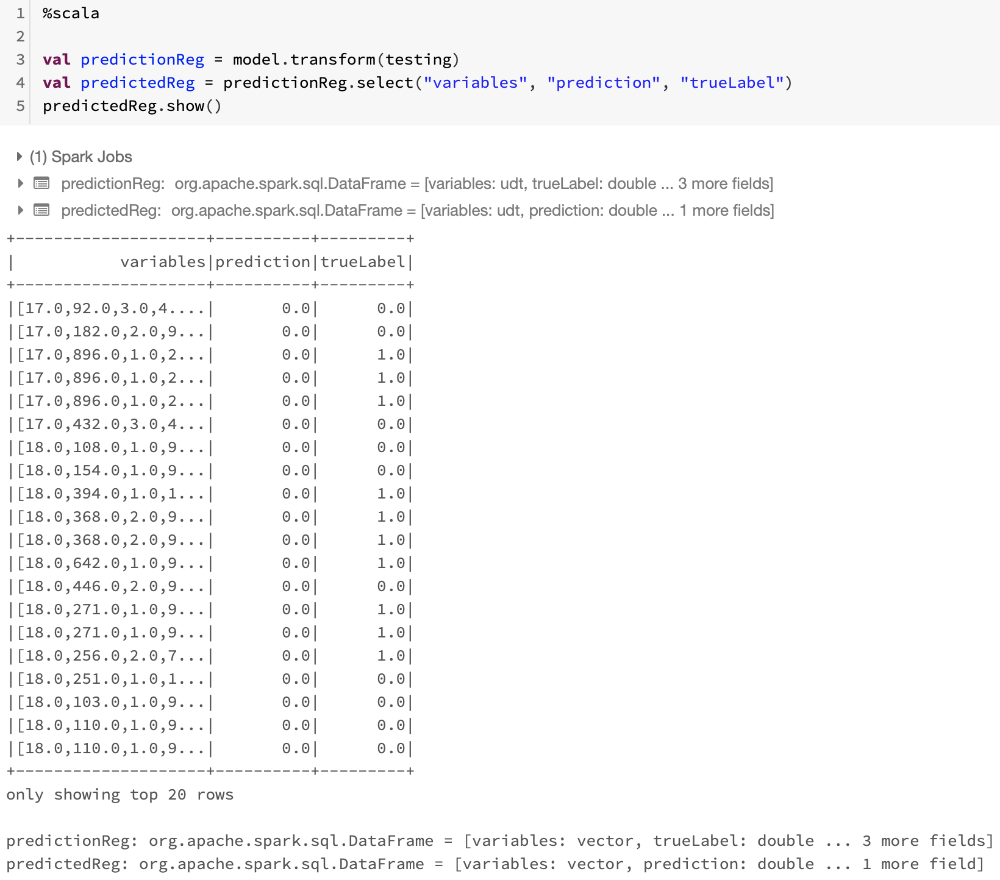 1 %scala
2
3 val predictionReg = model.transform(testing)
4 val predictedReg = predictionReg.select("variables", "prediction", "trueLabel")
5 predictedReg.show()
(1) Spark Jobs
predictionReg: org.apache.spark.sql.DataFrame = [variables: udt, trueLabel: double ... 3 more fields]
predictedReg: org.apache.spark.sql.DataFrame = [variables: udt, prediction: double ... 1 more fields]
+--------------------+----------+---------+
|           variables|prediction|trueLabel|
+--------------------+----------+---------+
|[17.0,92.0,3.0,4....|       0.0|      0.0|
|[17.0,182.0,2.0,9...|       0.0|      0.0|
|[17.0,896.0,1.0,2...|       0.0|      1.0|
|[17.0,896.0,1.0,2...|       0.0|      1.0|
|[17.0,896.0,1.0,2...|       0.0|      1.0|
|[17.0,432.0,3.0,4...|       0.0|      0.0|
|[18.0,108.0,1.0,9...|       0.0|      0.0|
|[18.0,154.0,1.0,9...|       0.0|      0.0|
|[18.0,394.0,1.0,1...|       0.0|      1.0|
|[18.0,368.0,2.0,9...|       0.0|      1.0|
|[18.0,368.0,2.0,9...|       0.0|      1.0|
|[18.0,642.0,1.0,9...|       0.0|      1.0|
|[18.0,446.0,2.0,9...|       0.0|      0.0|
|[18.0,271.0,1.0,9...|       0.0|      1.0|
|[18.0,271.0,1.0,9...|       0.0|      1.0|
|[18.0,256.0,2.0,7...|       0.0|      1.0|
|[18.0,251.0,1.0,1...|       0.0|      0.0|
|[18.0,103.0,1.0,9...|       0.0|      0.0|
|[18.0,110.0,1.0,9...|       0.0|      0.0|
|[18.0,110.0,1.0,9...|       0.0|      0.0|
+--------------------+----------+---------+
only showing top 20 rows
predictionReg: org.apache.spark.sql.DataFrame = [variables: vector, trueLabel: double ... 3 more fields]
predictedReg: org.apache.spark.sql.DataFrame = [variables: vector, prediction: double ... 1 more field]